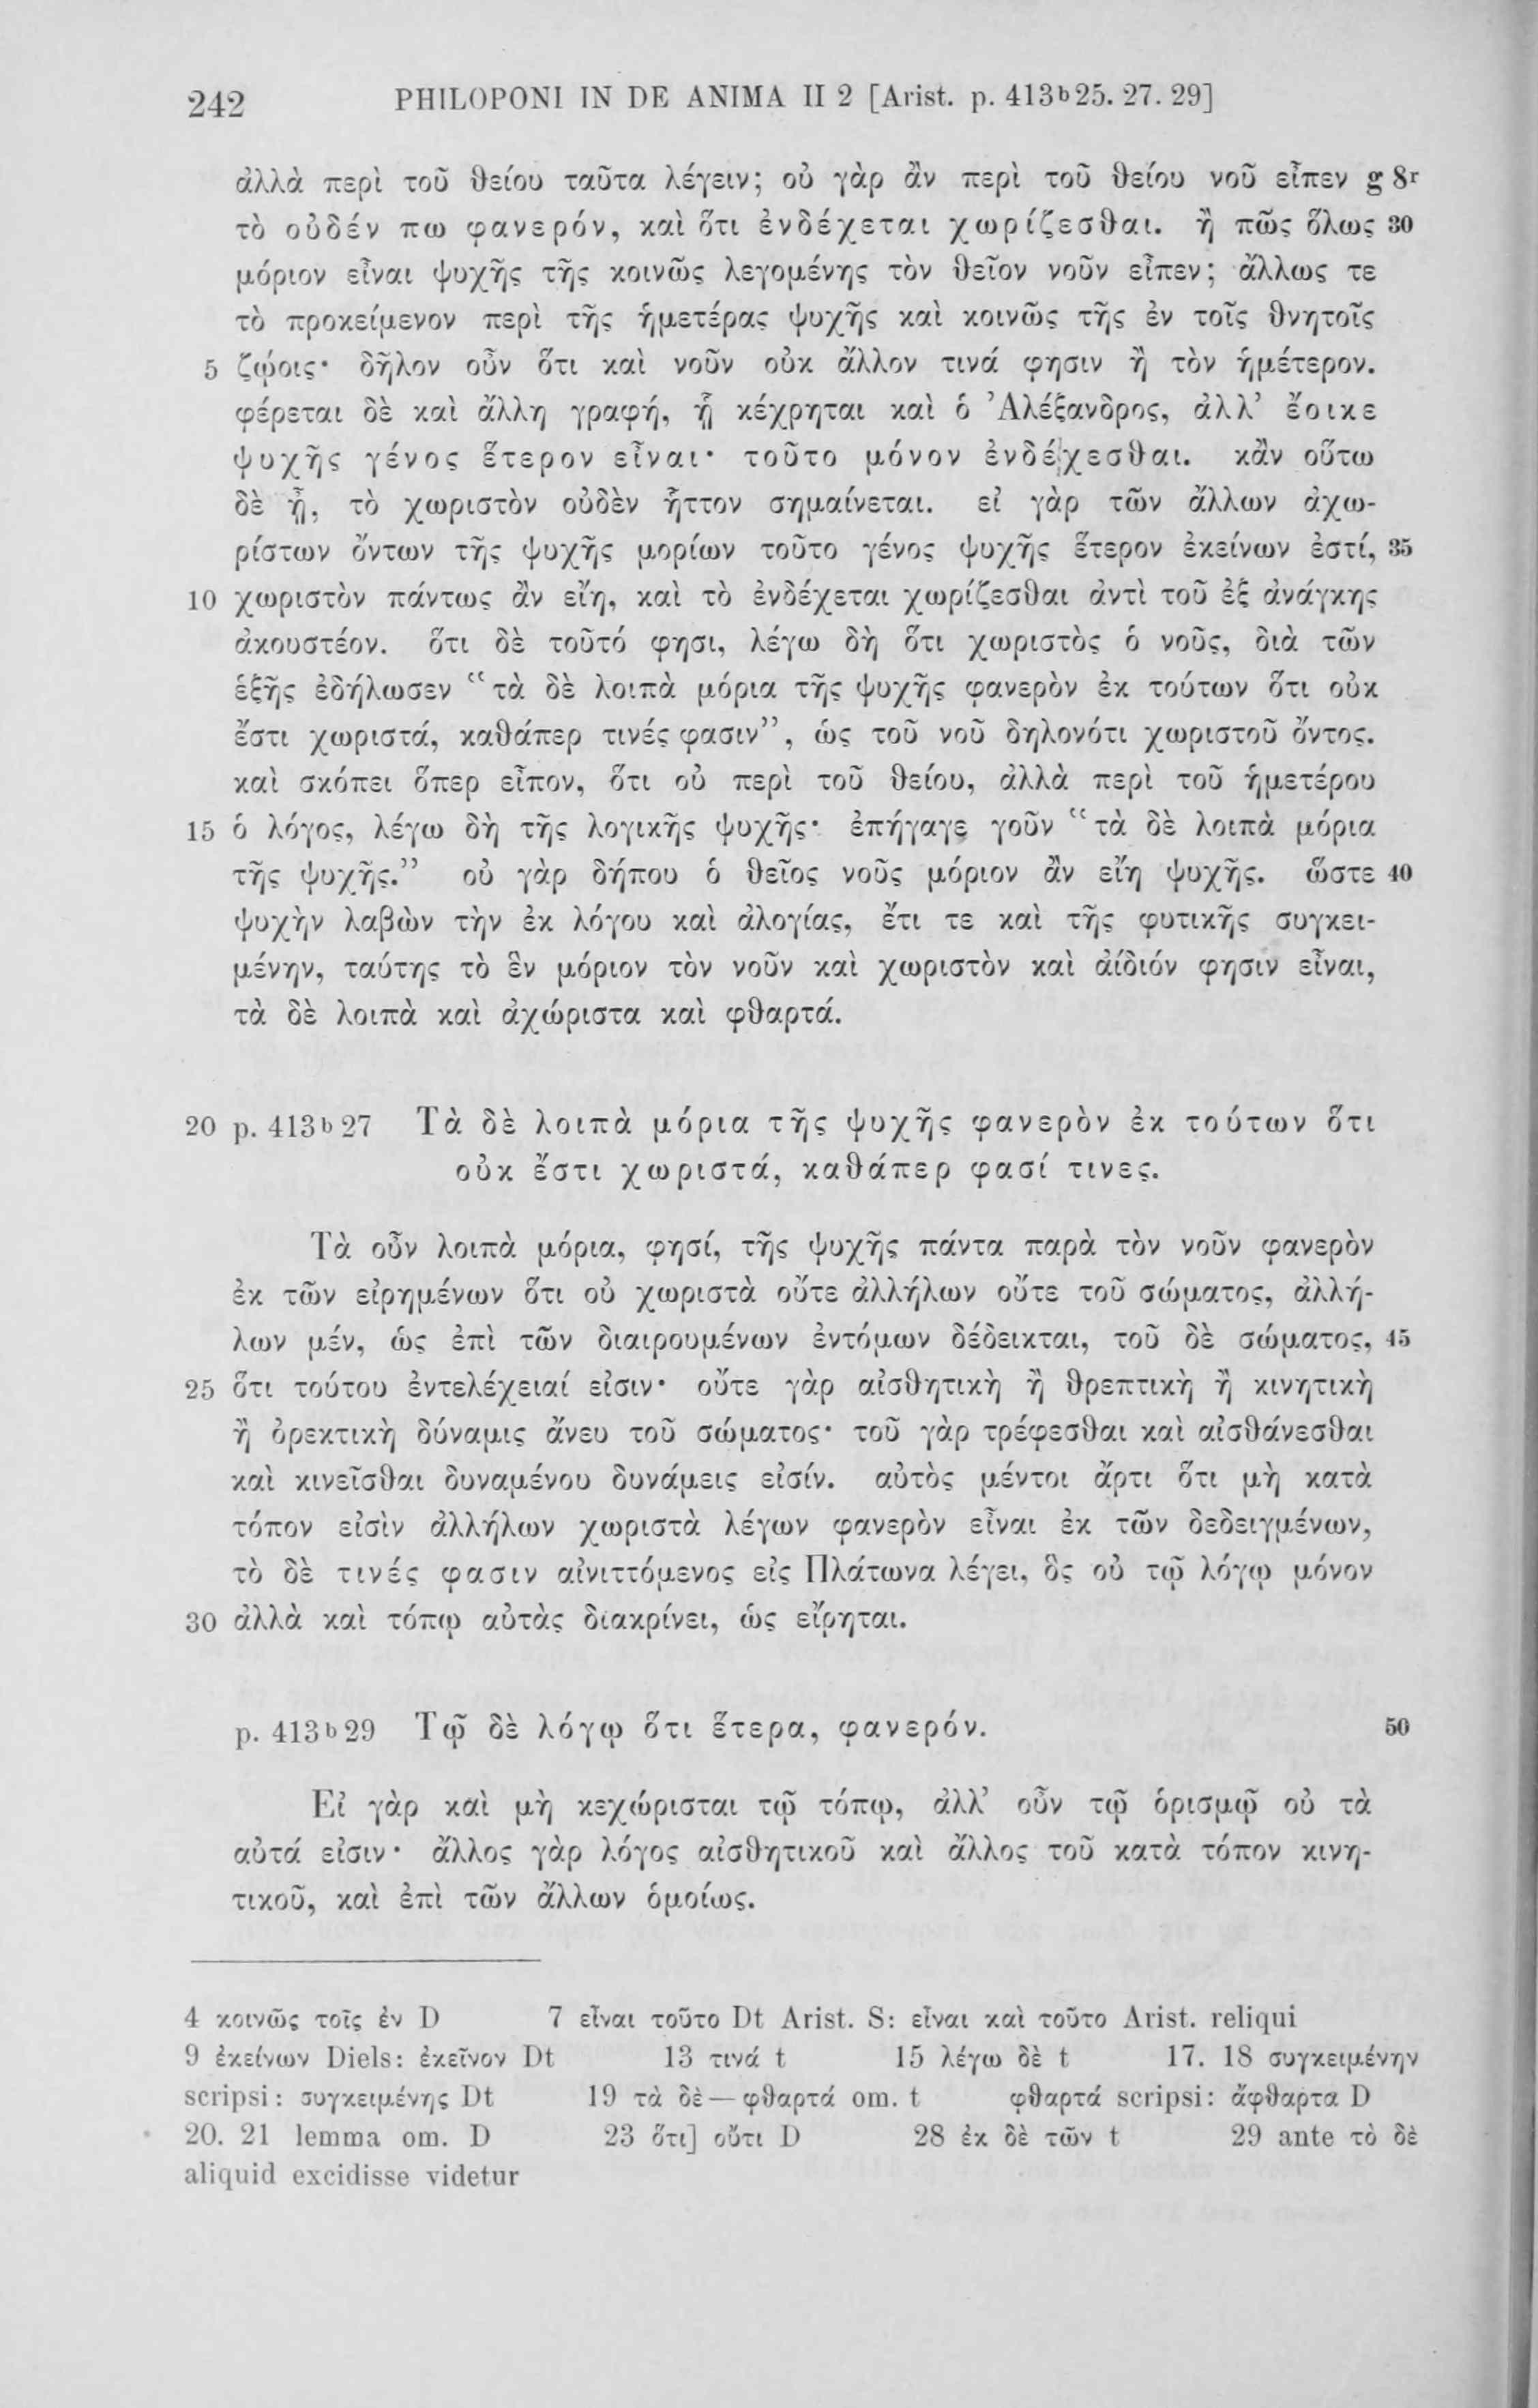 242 PHILOPONI IN DE ANIMA II 2 [Arist. p. 413b25. 27. 29]
ἀλλὰ περὶ τοῦ θείου ταῦτα λέγειν; οὐ γὰρ ἂν περὶ τοῦ θείου νοῦ εἶπεν g 8r
τὸ οὐδέν πω φανερόν, καὶ ὅτι ἐνδέχεται χωρίζεσθαι. ἢ πῶς ὅλως 30
μόριον εἶναι ψυχῆς τῆς κοινῶς λεγομένης τὸν θεῖον νοῦν εἶπεν; ἄλλως τε
τὸ προκείμενον περὶ τῆς ἡμετέρας ψυχῆς καὶ κοινῶς τῆς ἐν τοῖς θνητοῖς
5 ζῴοις· δῆλον οὖν ὅτι καὶ νοῦν οὐκ ἄλλον τινά φησιν ἢ τὸν ἡμέτερον.
φέρεται δὲ καὶ ἄλλη γραφή, ᾗ κέχρηται καὶ ὁ Ἀλέξανδρος, ἀλλ’ ἔοικε
ψυχῆς γένος ἕτερον εἶναι· τοῦτο μόνον ἐνδέχεσθαι. κἂν οὕτω
δὲ ᾖ, τὸ χωριστὸν οὐδὲν ἧττον σημαίνεται. εἰ γὰρ τῶν ἄλλων ἀχω-
ρίστων ὄντων τῆς ψυχῆς μορίων τοῦτο γένος ψυχῆς ἕτερον ἐκείνων ἐστί, 35
10 χωριστὸν πάντως ἂν εἴη, καὶ τὸ ἐνδέχεται χωρίζεσθαι ἀντὶ τοῦ ἐξ ἀνάγκης
ἀκουστέον. ὅτι δὲ τοῦτό φησι, λέγω δὴ ὅτι χωριστὸς ὁ νοῦς, διὰ τῶν
ἑξῆς ἐδήλωσεν “τὰ δὲ λοιπὰ μόρια τῆς ψυχῆς φανερὸν ἐκ τούτων ὅτι οὐκ
ἔστι χωριστά, καθάπερ τινές φασιν”, ὡς τοῦ νοῦ δηλονότι χωριστοῦ ὄντος.
καὶ σκόπει ὅπερ εἶπον, ὅτι οὐ περὶ τοῦ θείου, ἀλλὰ περὶ τοῦ ἡμετέρου
15 ὁ λόγος, λέγω δὴ τῆς λογικῆς ψυχῆς· ἐπήγαγε γοῦν “τὰ δὲ λοιπὰ μόρια
τῆς ψυχῆς.” οὐ γὰρ δήπου ὁ θεῖος νοῦς μόριον ἂν εἴη ψυχῆς. ὥστε 40
ψυχὴν λαβὼν τὴν ἐκ λόγου καὶ ἀλογίας, ἔτι τε καὶ τῆς φυτικῆς συγκει-
μένην, ταύτης τὸ ἓν μόριον τὸν νοῦν καὶ χωριστὸν καὶ ἀίδιόν φησιν εἶναι,
τὰ δὲ λοιπὰ καὶ ἀχώριστα καὶ φθαρτά.
20 p. 413b27 Τὰ δὲ λοιπὰ μόρια τῆς ψυχῆς φανερὸν ἐκ τούτων ὅτι
οὐκ ἔστι χωριστά, καθάπερ φασί τινες.
Τὰ οὖν λοιπὰ μόρια, φησί, τῆς ψυχῆς πάντα παρὰ τὸν νοῦν φανερὸν
ἐκ τῶν εἰρημένων ὅτι οὐ χωριστὰ οὔτε ἀλλήλων οὔτε τοῦ σώματος, ἀλλή-
λων μέν, ὡς ἐπὶ τῶν διαιρουμένων ἐντόμων δέδεικται, τοῦ δὲ σώματος, 45
25 ὅτι τούτου ἐντελέχειαί εἰσιν· οὔτε γὰρ αἰσθητικὴ ἢ θρεπτικὴ ἢ κινητικὴ
ἢ ὀρεκτικὴ δύναμις ἄνευ τοῦ σώματος· τοῦ γὰρ τρέφεσθαι καὶ αἰσθάνεσθαι
καὶ κινεῖσθαι δυναμένου δυνάμεις εἰσίν. αὐτὸς μέντοι ἄρτι ὅτι μὴ κατὰ
τόπον εἰσὶν ἀλλήλων χωριστὰ λέγων φανερὸν εἶναι ἐκ τῶν δεδειγμένων,
τὸ δὲ τινές φασιν αἰνιττόμενος εἰς Πλάτωνα λέγει, ὃς οὐ τῷ λόγῳ μόνον
30 ἀλλὰ καὶ τόπῳ αὐτὰς διακρίνει, ὡς εἴρηται.
p. 413b29 Τῷ δὲ λόγῳ ὅτι ἕτερα, φανερόν. 50
Εἰ γὰρ καὶ μὴ κεχώρισται τῷ τόπῳ, ἀλλ’ οὖν τῷ ὁρισμῷ οὐ τὰ
αὐτά εἰσιν· ἄλλος γὰρ λόγος αἰσθητικοῦ καὶ ἄλλος τοῦ κατὰ τόπον κινη-
τικοῦ, καὶ ἐπὶ τῶν ἄλλων ὁμοίως.
4 κοινῶς τοῖς ἐν D 7 εἶναι τοῦτο Dt Arist. S: εἶναι καὶ τοῦτο Arist. reliqui
9 ἐκείνων Diels: ἐκεῖνον Dt 13 τινά t 15 λέγω δὲ t 17. 18 συγκειμένην
scripsi: συγκειμένης Dt 19 τὰ δὲ — φθαρτά om. t φθαρτά scripsi: ἄφθαρτα D
20. 21 lemma om. D 23 ὅτι] οὔτι D 28 ἐκ δὲ τῶν t 29 ante τὸ δὲ
aliquid excidisse videtur